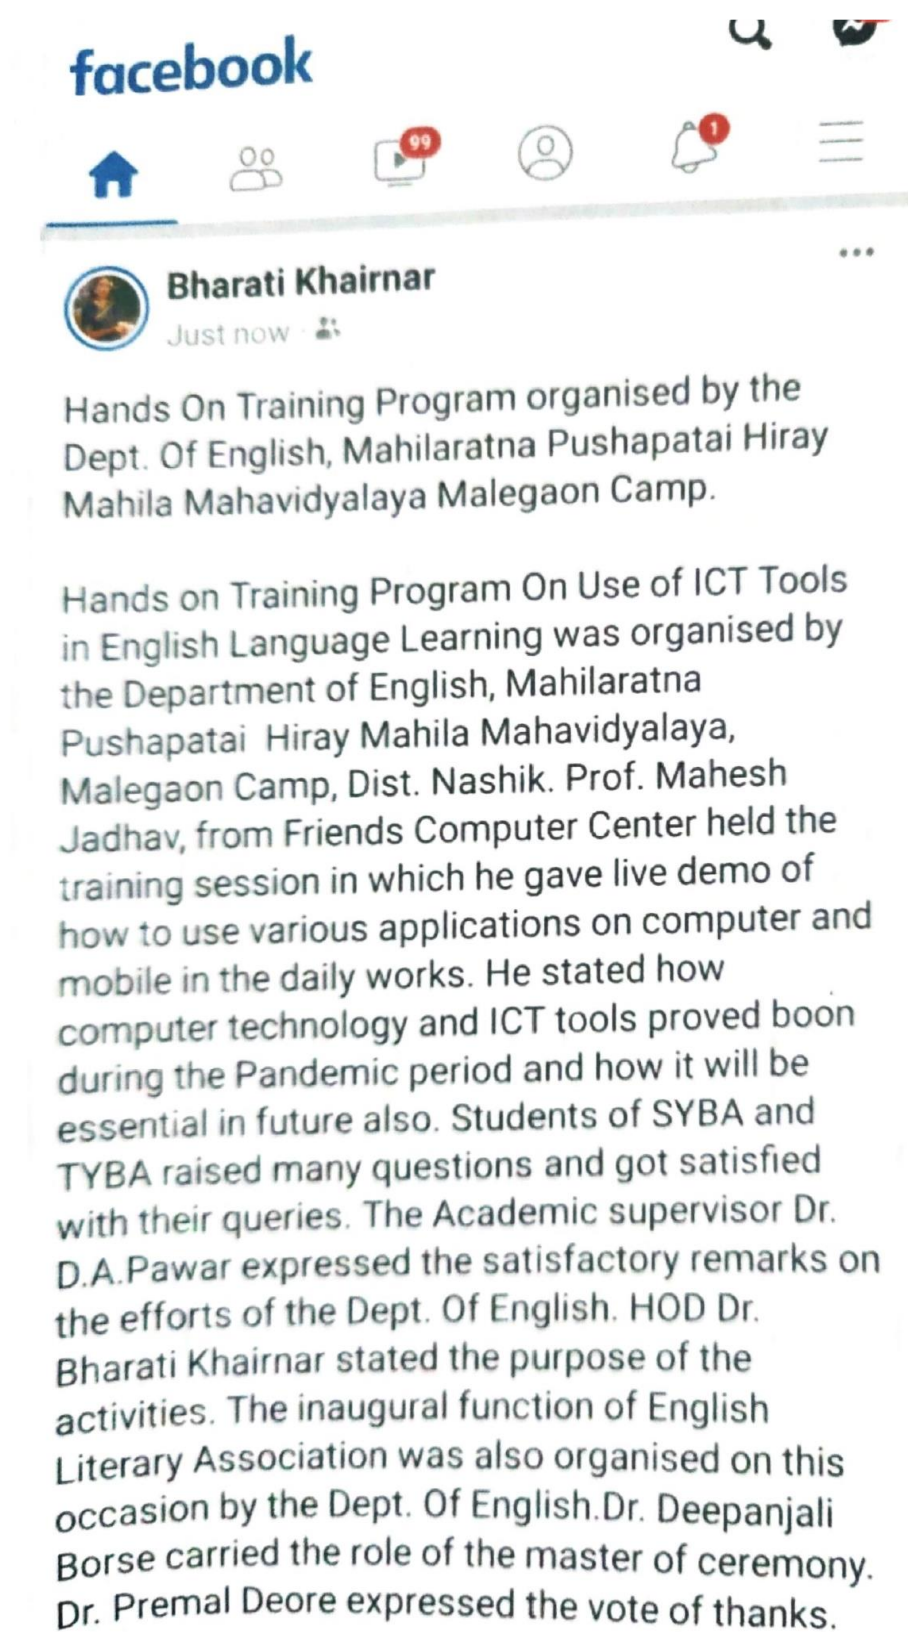 facebook
99
1
Bharati Khairnar
Just now
Hands On Training Program organised by the
Dept. Of English, Mahilaratna Pushapatai Hiray
Mahila Mahavidyalaya Malegaon Camp.
Hands on Training Program On Use of ICT Tools
in English Language Learning was organised by
the Department of English, Mahilaratna
Pushapatai Hiray Mahila Mahavidyalaya,
Malegaon Camp, Dist. Nashik. Prof. Mahesh
Jadhav, from Friends Computer Center held the
training session in which he gave live demo of
how to use various applications on computer and
mobile in the daily works. He stated how
computer technology and ICT tools proved boon
during the Pandemic period and how it will be
essential in future also. Students of SYBA and
TYBA raised many questions and got satisfied
with their queries. The Academic supervisor Dr.
D.A.Pawar expressed the satisfactory remarks on
the efforts of the Dept. Of English. HOD Dr.
Bharati Khairnar stated the purpose of the
activities. The inaugural function of English
Literary Association was also organised on this
occasion by the Dept. Of English.Dr. Deepanjali
Borse carried the role of the master of ceremony.
Dr. Premal Deore expressed the vote of thanks.